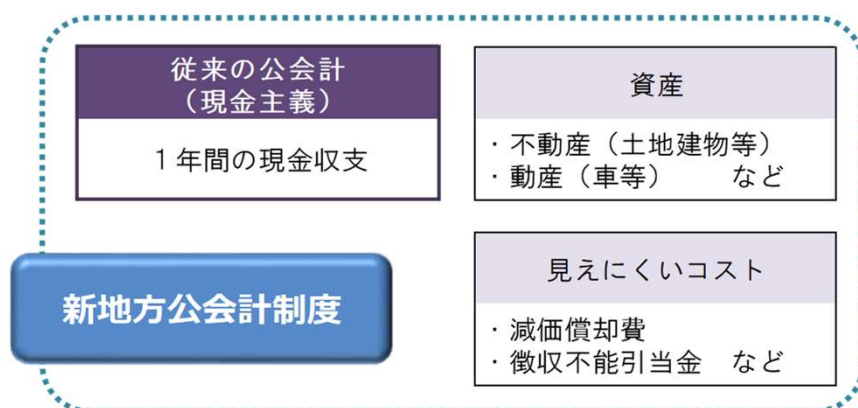 従来の公会計
（現金主義）
１年間の現金収支
資産
・不動産（土地建物等）
・動産（車等）　　など
見えにくいコスト
・減価償却費
・徴収不能引当金　など
新地方公会計制度